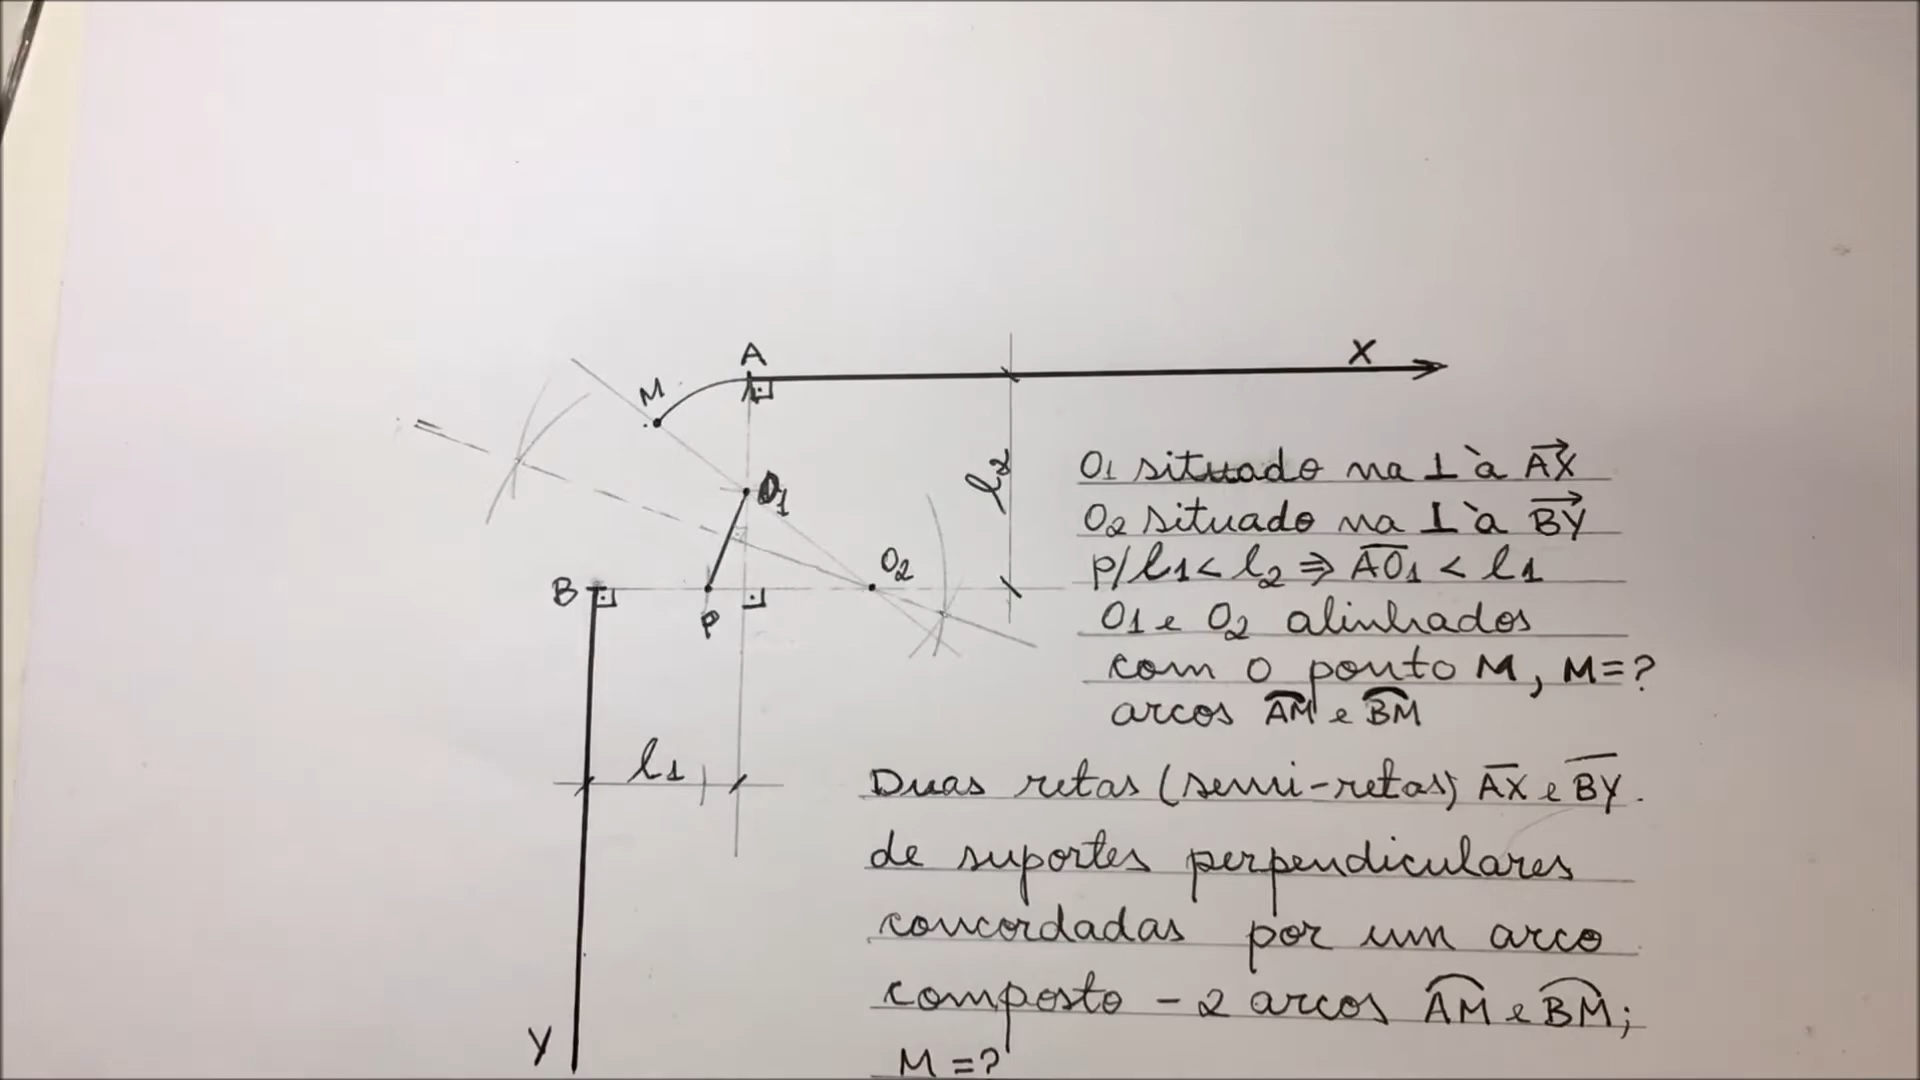 A
X
M
O1
l2
O1 situado na ⊥ à AX
O2 situado na ⊥ à BY
O2
p/ l1 < l2 ⇒ AO1 < l1
B
P
O1 e O2 alinhados
com o ponto M, M=?
arcos AM e BM
l1
Duas retas (semi-retas) AX e BY.
de suportes perpendiculares
concordadas por um arco
composto - 2 arcos AM e BM;
Y
M=?